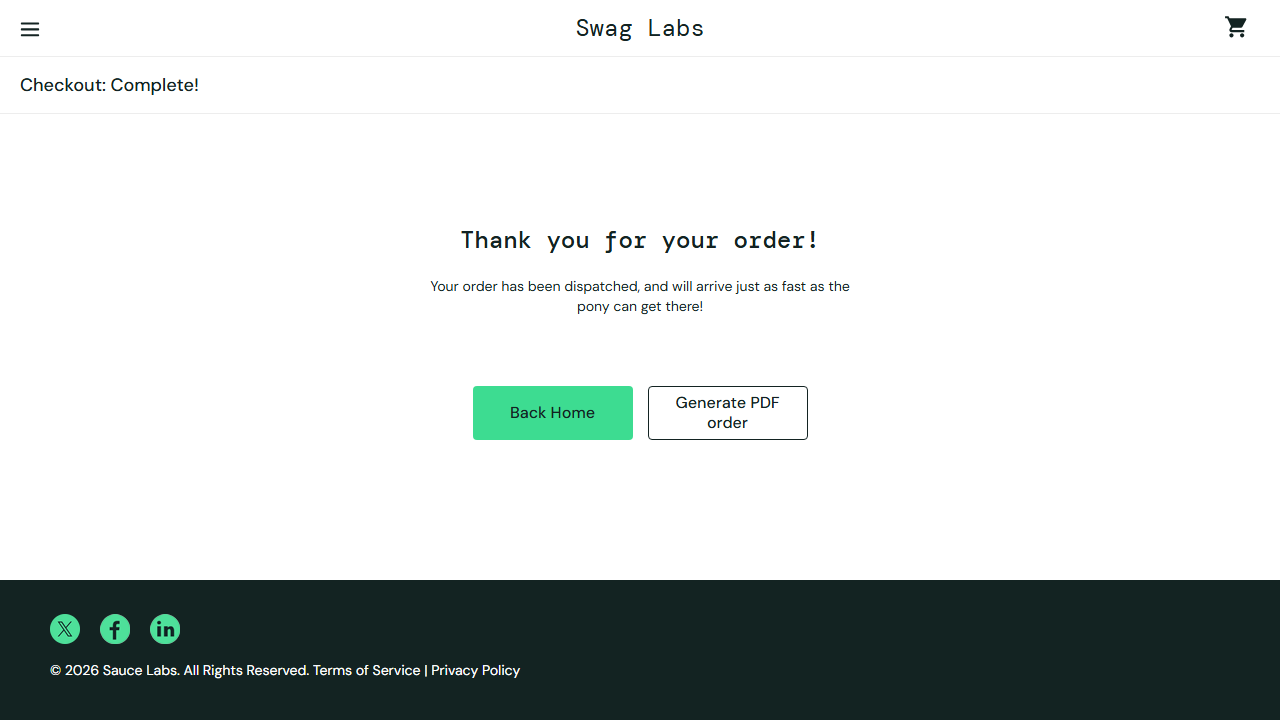 Swag Labs
Checkout: Complete!
Thank you for your order!
Your order has been dispatched, and will arrive just as fast as the
pony can get there!
Back Home
Generate PDF
order
© 2026 Sauce Labs. All Rights Reserved. Terms of Service | Privacy Policy